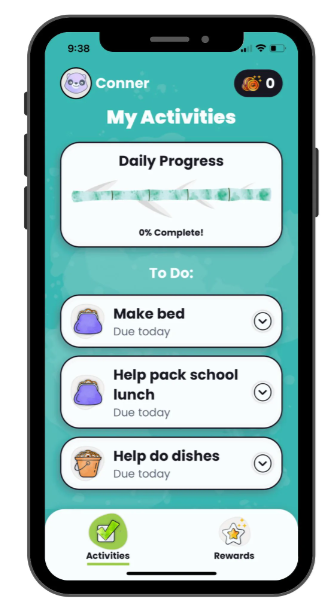 9:38
Conner
0
My Activities
Daily Progress
0% Complete!
To Do:
Make bed
Due today
Help pack school
lunch
Due today
Help do dishes
Due today
Activities
Rewards